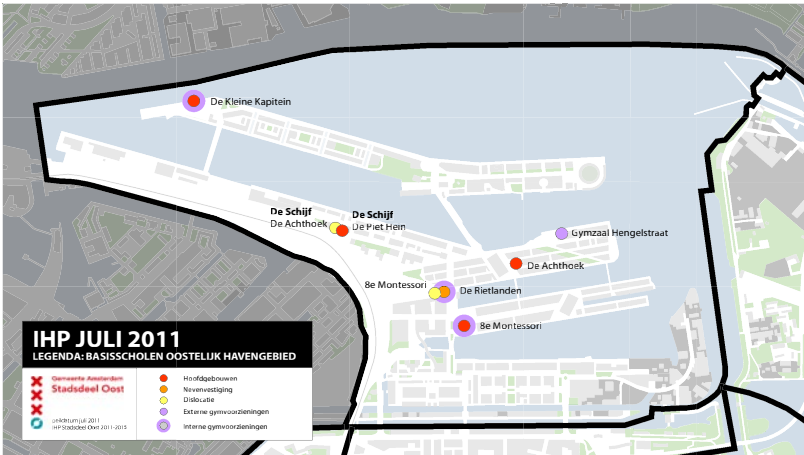 De Kleine Kapitein
De Schijf
De Achthoek
De Schijf
De Piet Hein
Gymzaal Hengelstraat
De Achthoek
8e Montessori
De Rietlanden
8e Montessori
IHP JULI 2011
LEGENDA: BASISSCHOLEN OOSTELIJK HAVENGEBIED
Gemeente Amsterdam
Stadsdeel Oost
juli 2011
IHP Stadsdeel Oost 2011-2015
Hoofdgebouwen
Nevenvestiging
Dislocatie
Externe gymvoorzieningen
Interne gymvoorzieningen